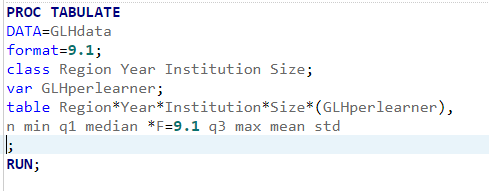 PROC TABULATE
DATA=GLHdata
format=9.1;
class Region Year Institution Size;
var GLHperlearner;
table Region*Year*Institution*Size*(GLHperlearner),
n min q1 median *F=9.1 q3 max mean std
;
RUN;